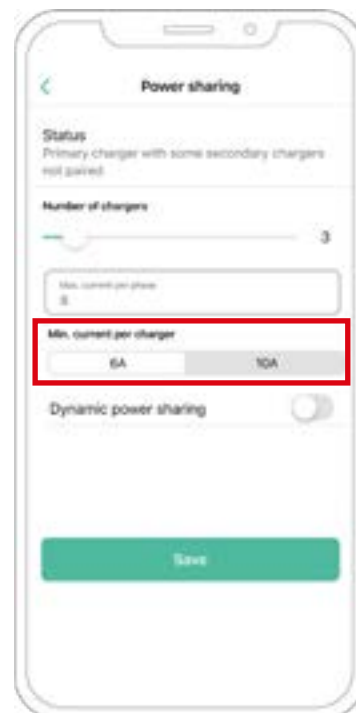 Power sharing
Status
Primary charger with some secondary chargers
not paired
Number of chargers
3
Max. current per phase
Min. current per charger
6A 10A
Dynamic power sharing
Save